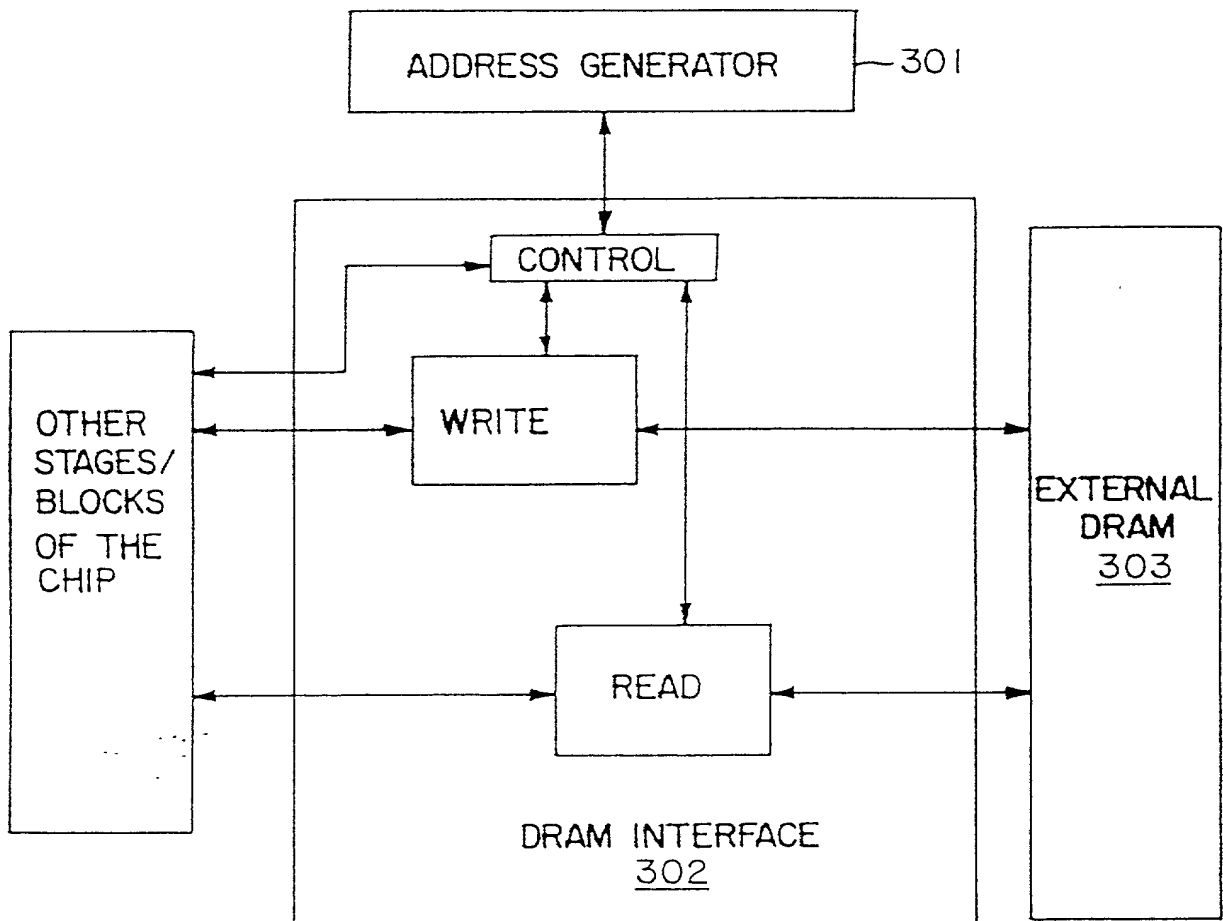 ADDRESS GENERATOR
301
CONTROL
OTHER
STAGES/
BLOCKS
OF THE
CHIP
WRITE
EXTERNAL
DRAM
303
READ
DRAM INTERFACE
302